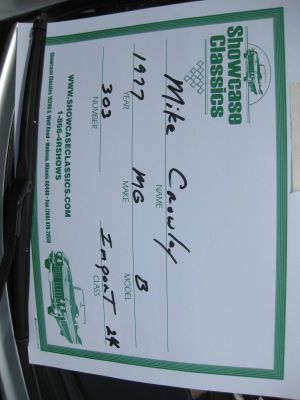 Showcase
Classics
Mike Crowley
NAME
1977 MG B
YEAR MAKE MODEL
303 Import 2K
NUMBER CLASS
WWW.SHOWCASECLASSICS.COM
1-866-4RSHOWS